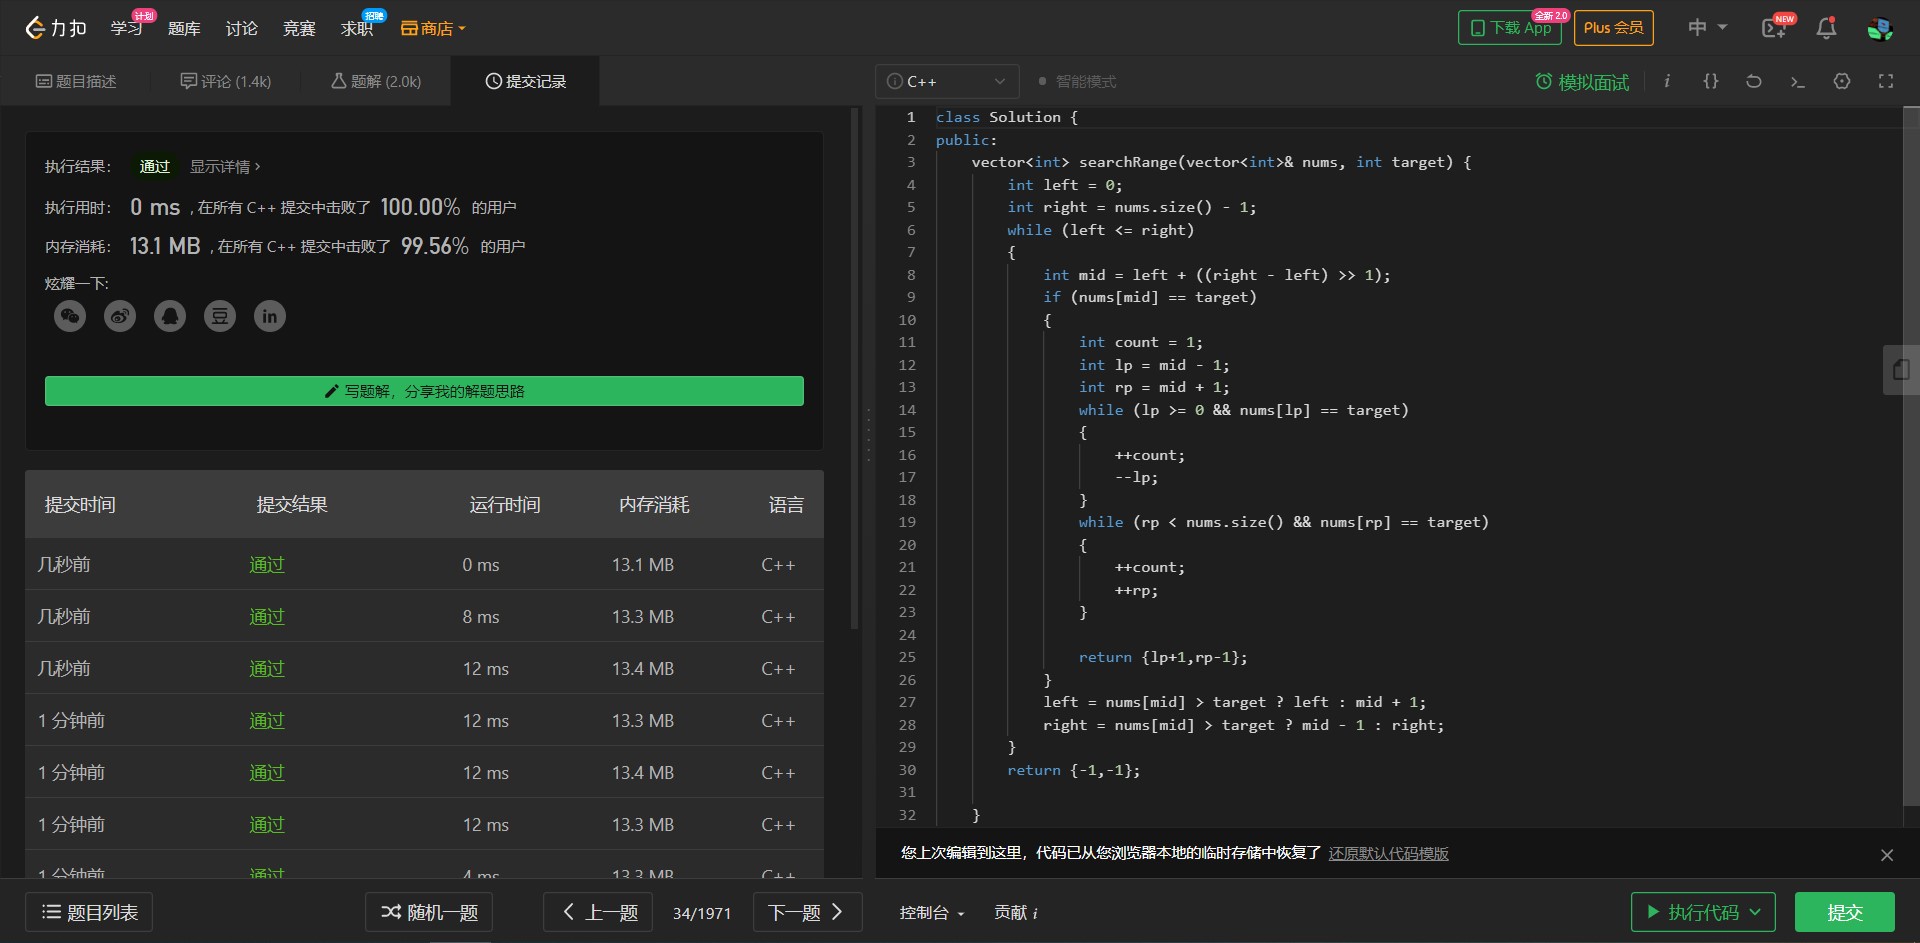 力扣 学习 计划 题库 讨论 竞赛 求职 招聘 商店 下载 App 全新 2.0 Plus 会员 中 NEW
题目描述 评论 (1.4k) 题解 (2.0k) 提交记录
执行结果： 通过 显示详情 >
执行用时： 0 ms , 在所有 C++ 提交中击败了 100.00% 的用户
内存消耗： 13.1 MB , 在所有 C++ 提交中击败了 99.56% 的用户
炫耀一下:
写题解，分享我的解题思路
提交时间 提交结果 运行时间 内存消耗 语言
几秒前 通过 0 ms 13.1 MB C++
几秒前 通过 8 ms 13.3 MB C++
几秒前 通过 12 ms 13.4 MB C++
1 分钟前 通过 12 ms 13.3 MB C++
1 分钟前 通过 12 ms 13.4 MB C++
1 分钟前 通过 12 ms 13.3 MB C++
1 分钟前 通过 4 ms 13.3 MB C++
题目列表 随机一题 上一题 34/1971 下一题
C++ 智能模式 模拟面试 i {}
1 class Solution {
2 public:
3 vector<int> searchRange(vector<int>& nums, int target) {
4 int left = 0;
5 int right = nums.size() - 1;
6 while (left <= right)
7 {
8 int mid = left + ((right - left) >> 1);
9 if (nums[mid] == target)
10 {
11 int count = 1;
12 int lp = mid - 1;
13 int rp = mid + 1;
14 while (lp >= 0 && nums[lp] == target)
15 {
16 ++count;
17 --lp;
18 }
19 while (rp < nums.size() && nums[rp] == target)
20 {
21 ++count;
22 ++rp;
23 }
24
25 return {lp+1,rp-1};
26 }
27 left = nums[mid] > target ? left : mid + 1;
28 right = nums[mid] > target ? mid - 1 : right;
29 }
30 return {-1,-1};
31
32 }
您上次编辑到这里，代码已从您浏览器本地的临时存储中恢复了 还原默认代码模版
控制台 贡献 i 执行代码 提交